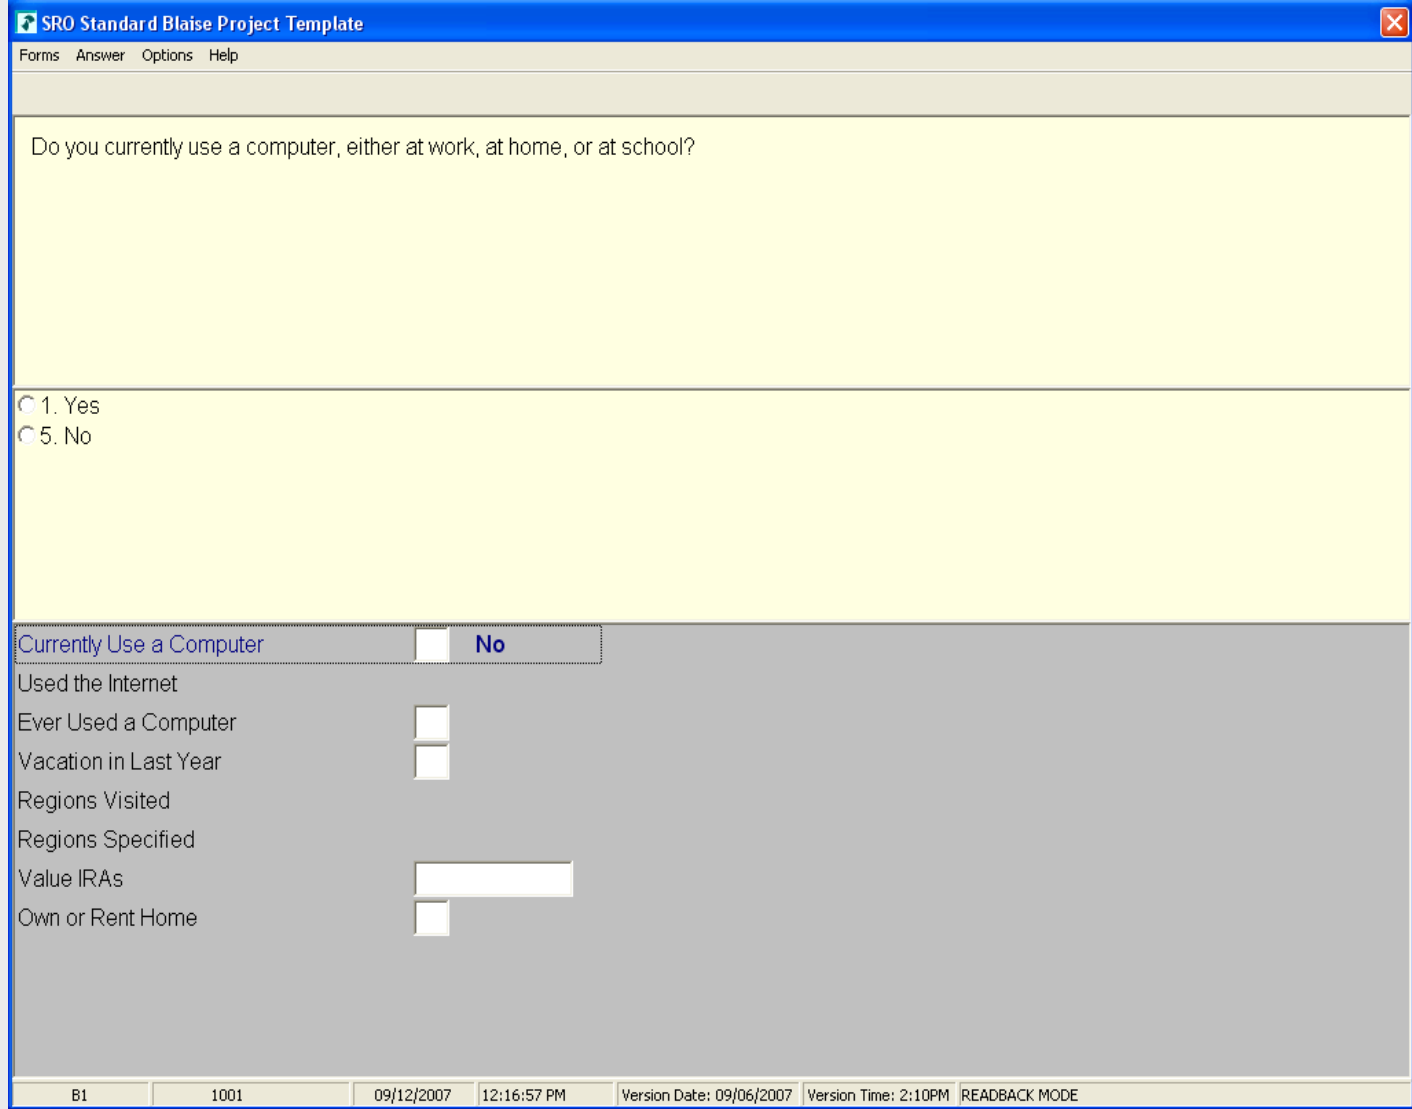 SRO Standard Blaise Project Template
Forms Answer Options Help
Do you currently use a computer, either at work, at home, or at school?
1. Yes
5. No
Currently Use a Computer No
Used the Internet
Ever Used a Computer
Vacation in Last Year
Regions Visited
Regions Specified
Value IRAs
Own or Rent Home
B1 1001 09/12/2007 12:16:57 PM Version Date: 09/06/2007 Version Time: 2:10PM READBACK MODE